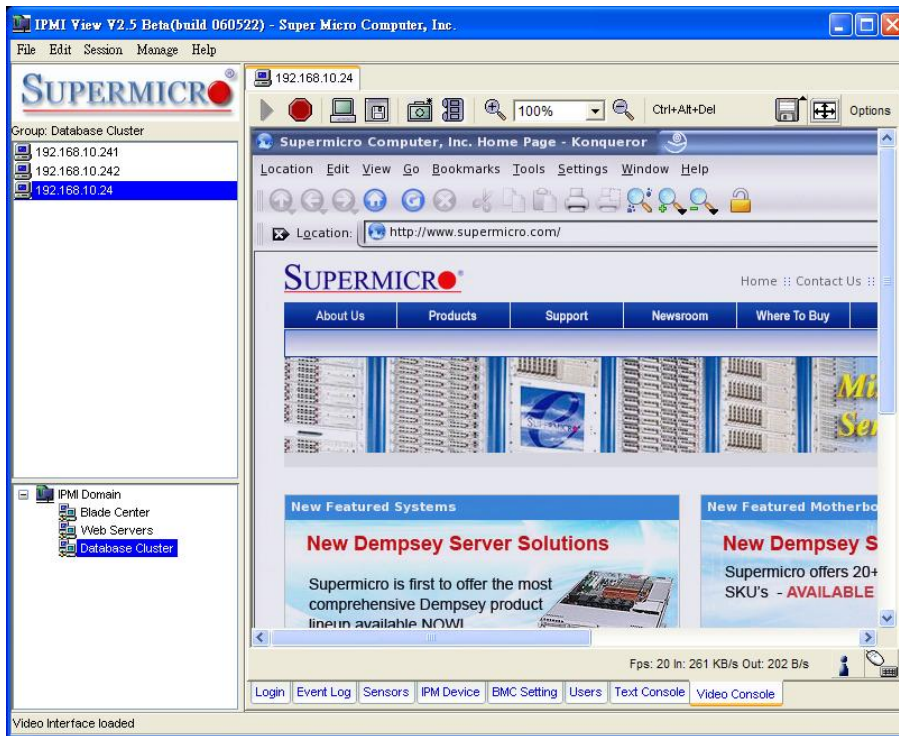 IPMI View V2.5 Beta(build 060522) - Super Micro Computer, Inc.
File Edit Session Manage Help
SUPERMICRO®
Group: Database Cluster
192.168.10.241
192.168.10.242
192.168.10.24
IPMI Domain
Blade Center
Web Servers
Database Cluster
192.168.10.24
100% Ctrl+Alt+Del Options
Supermicro Computer, Inc. Home Page - Konqueror
Location Edit View Go Bookmarks Tools Settings Window Help
Location: http://www.supermicro.com/
SUPERMICRO®
Home :: Contact Us ::
About Us Products Support Newsroom Where To Buy
SUPERMICRO
New Featured Systems
New Dempsey Server Solutions
Supermicro is first to offer the most
comprehensive Dempsey product
lineup available NOW!
New Featured Motherbo
New Dempsey S
Supermicro offers 20+
SKU's - AVAILABLE
Fps: 20 In: 261 KB/s Out: 202 B/s
Login Event Log Sensors IPM Device BMC Setting Users Text Console Video Console
Video Interface loaded